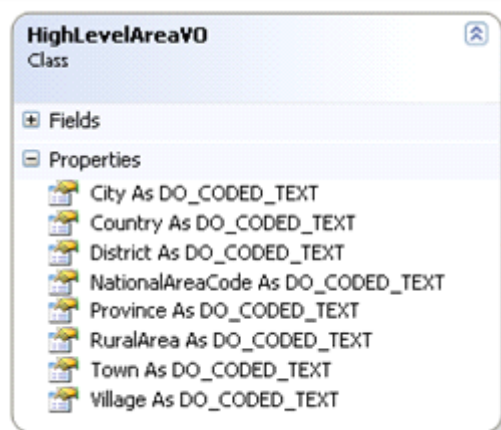 HighLevelAreaVO
Class
Fields
Properties
City As DO_CODED_TEXT
Country As DO_CODED_TEXT
District As DO_CODED_TEXT
NationalAreaCode As DO_CODED_TEXT
Province As DO_CODED_TEXT
RuralArea As DO_CODED_TEXT
Town As DO_CODED_TEXT
Village As DO_CODED_TEXT